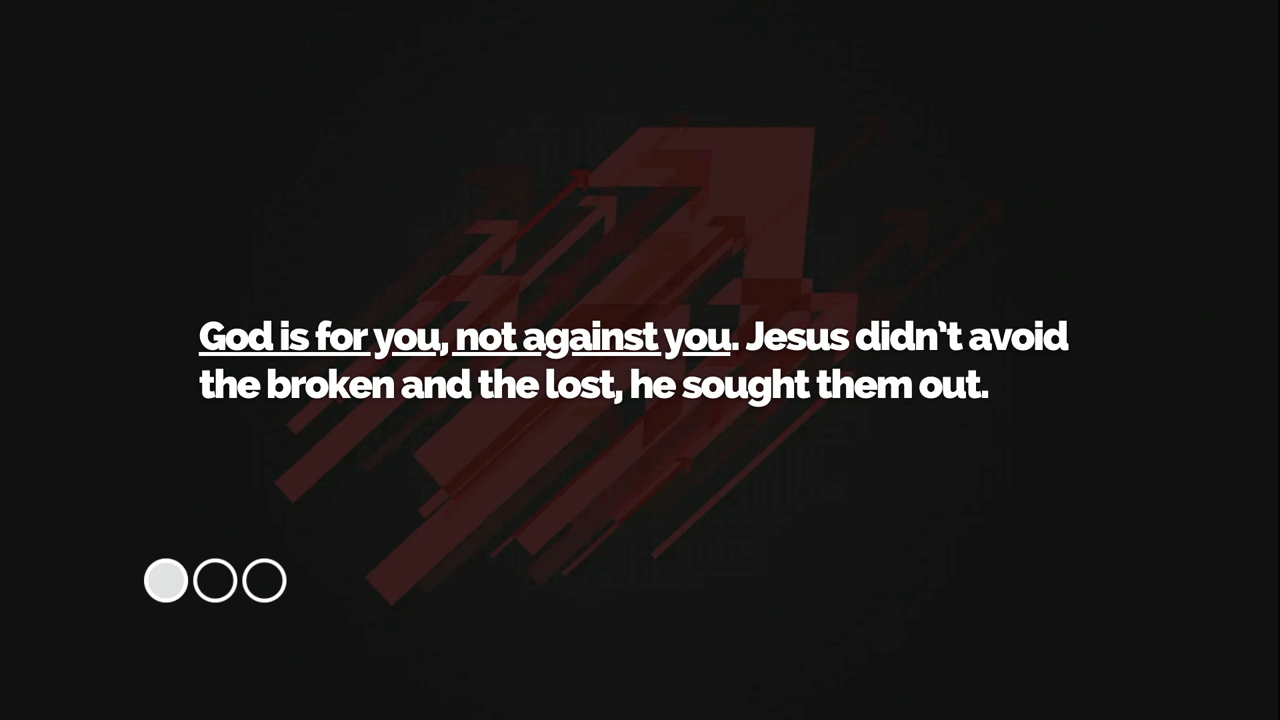 God is for you, not against you. Jesus didn’t avoid
the broken and the lost, he sought them out.